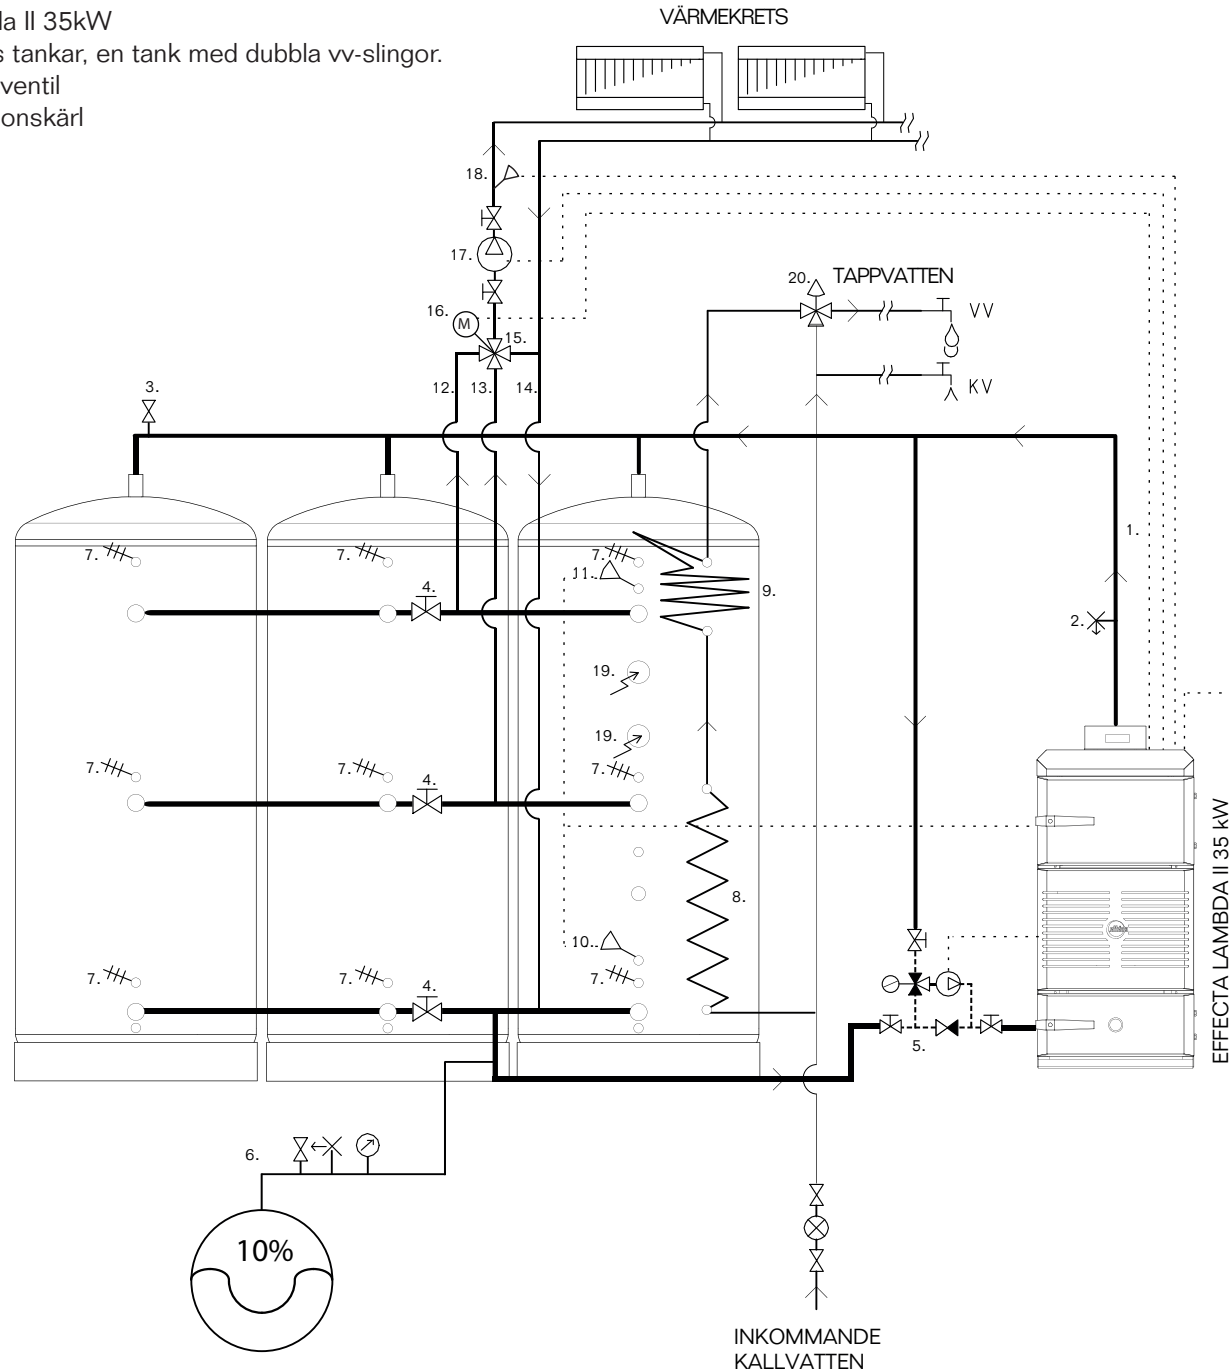 da II 35kW
s tankar, en tank med dubbla vv-slingor.
ventil
onskärl
VÄRMEKRETS
18.
17.
16.
M
15.
12.
13.
14.
20.
TAPPVATTEN
VV
KV
3.
1.
2.
7.
7.
7.
11.
4.
9.
19.
19.
7.
7.
7.
4.
8.
10.
7.
7.
7.
4.
5.
EFFECTA LAMBDA II 35 kW
6.
10%
INKOMMANDE
KALLVATTEN